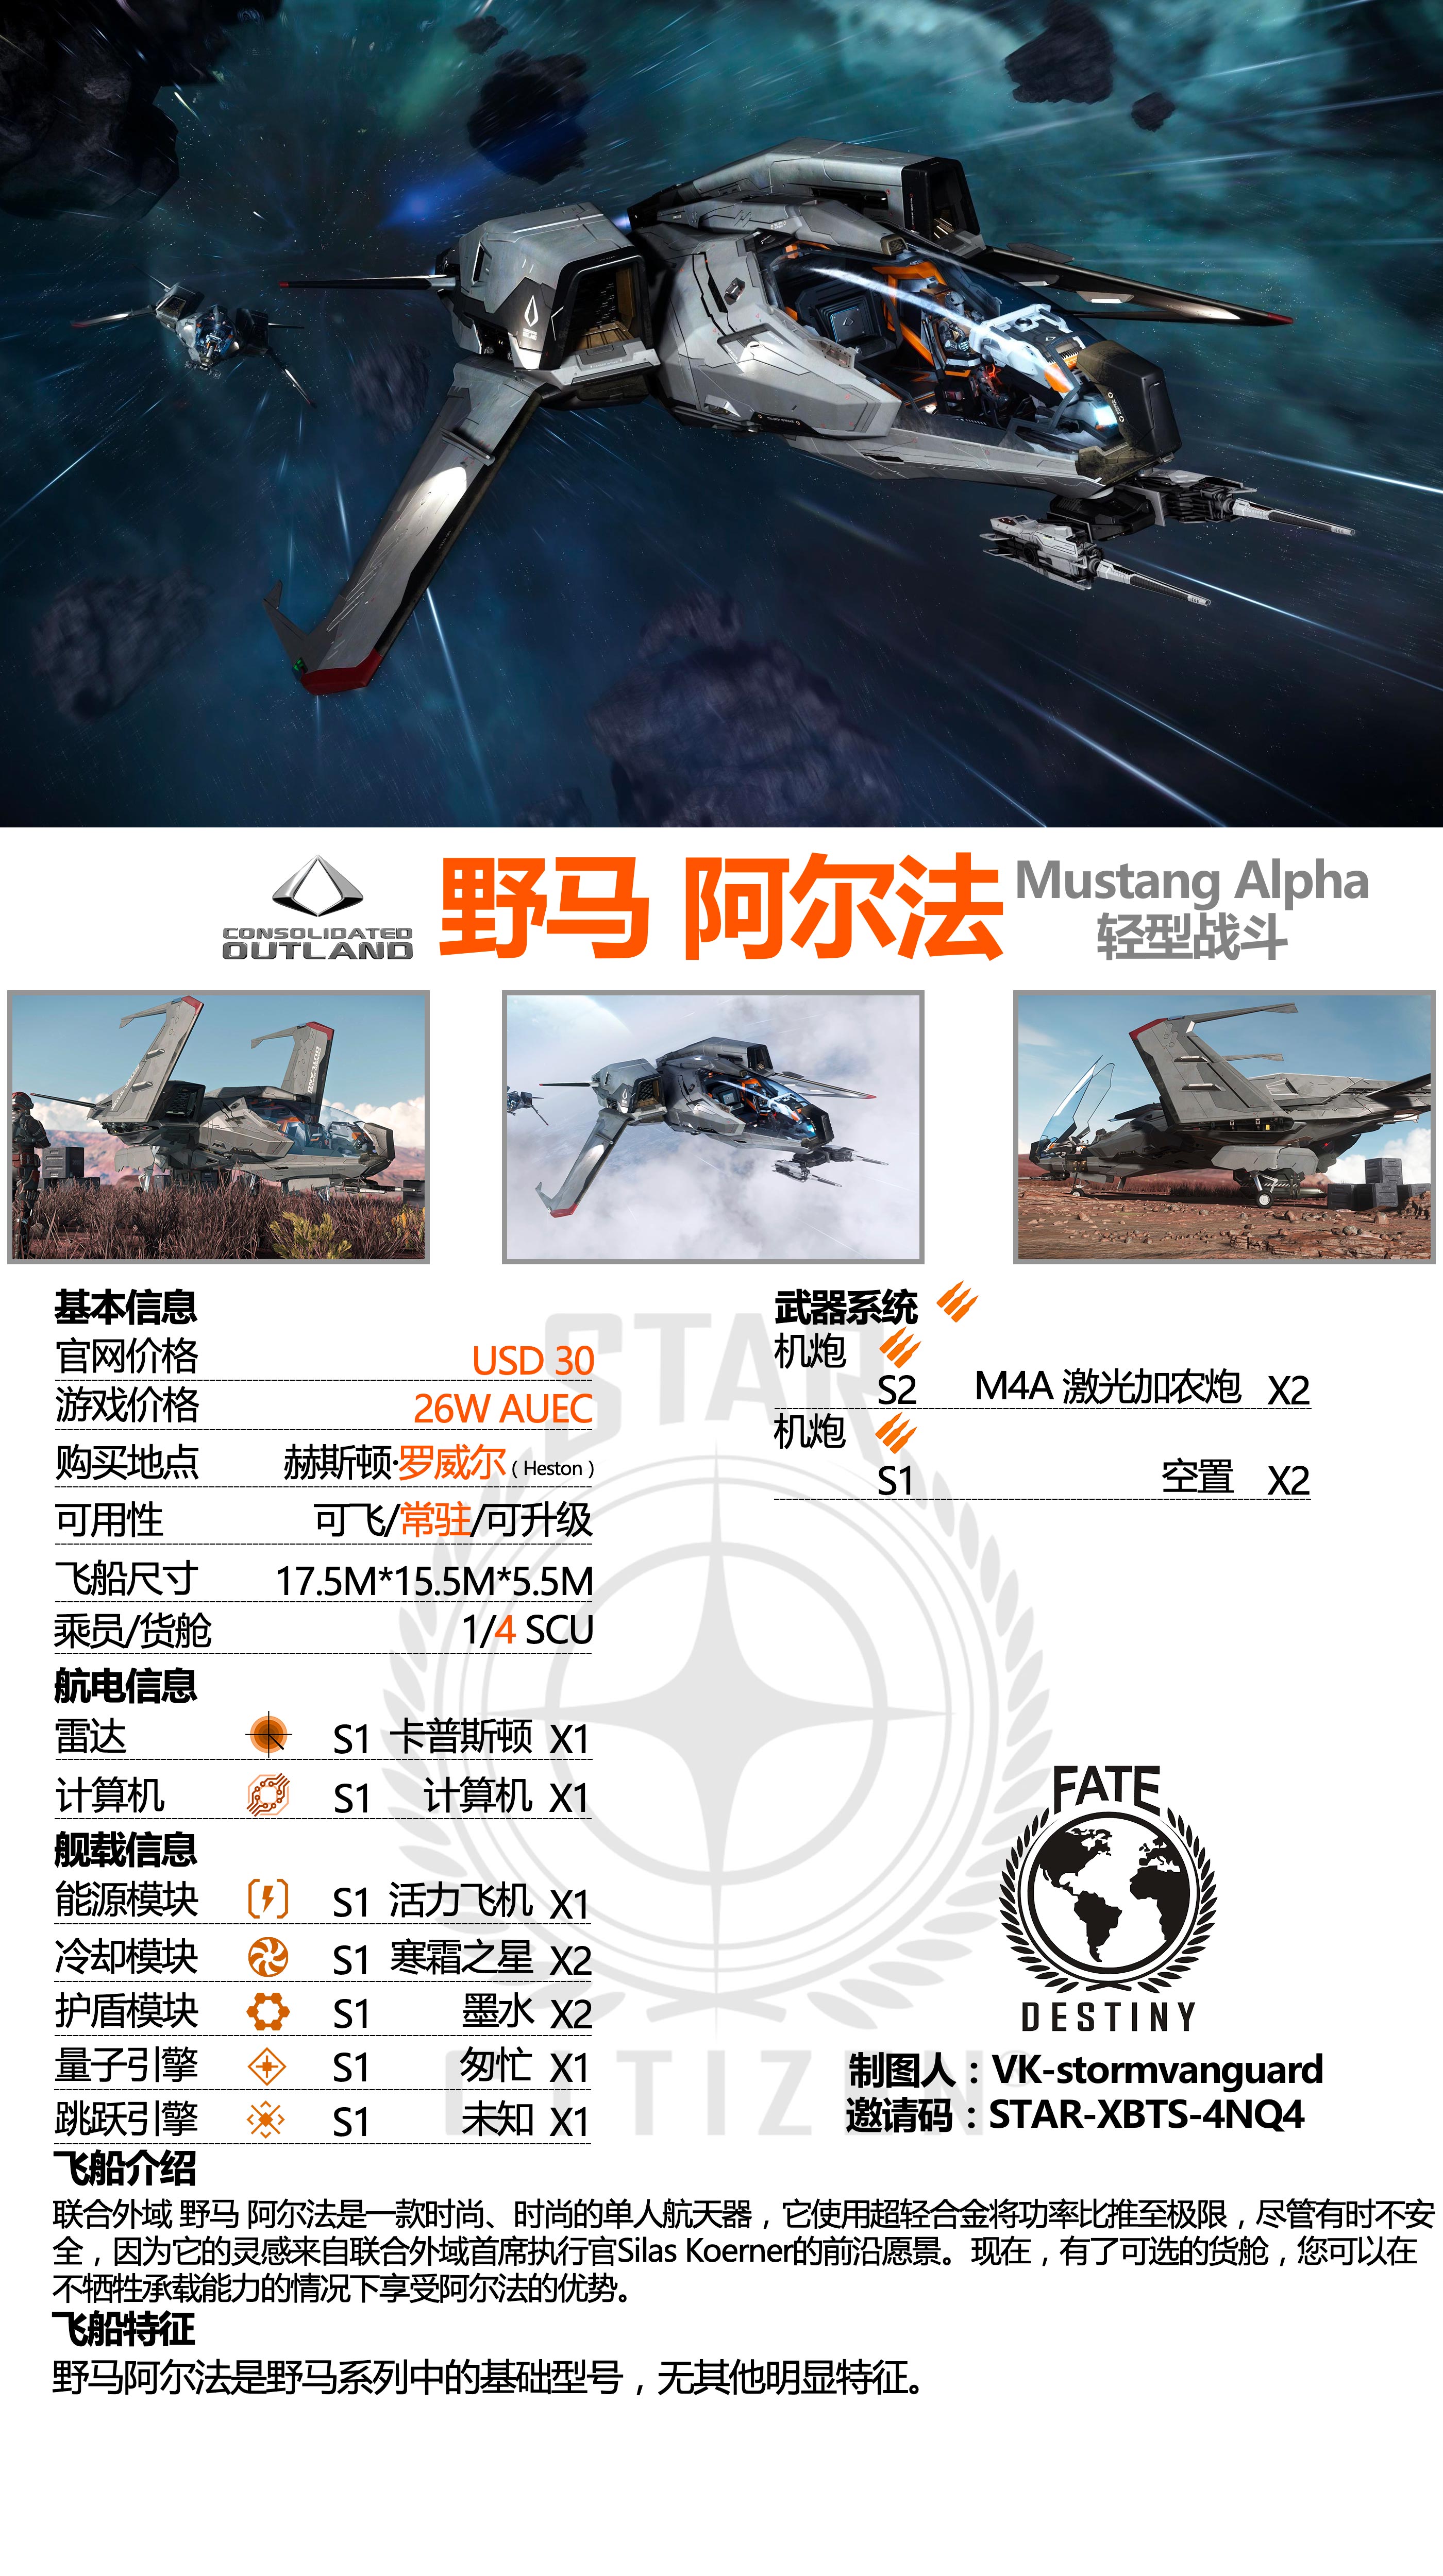 CONSOLIDATED
OUTLAND
野马 阿尔法
Mustang Alpha
轻型战斗
基本信息
官网价格 USD 30
游戏价格 26W AUEC
购买地点 赫斯顿·罗威尔（Heston）
可用性 可飞/常驻/可升级
飞船尺寸 17.5M*15.5M*5.5M
乘员/货舱 1/4 SCU
航电信息
雷达 S1 卡普斯顿 X1
计算机 S1 计算机 X1
舰载信息
能源模块 S1 活力飞机 X1
冷却模块 S1 寒霜之星 X2
护盾模块 S1 墨水 X2
量子引擎 S1 匆忙 X1
跳跃引擎 S1 未知 X1
武器系统
机炮
S2 M4A 激光加农炮 X2
机炮
S1 空置 X2
STAR
CITIZEN
FATE
DESTINY
制图人：VK-stormvanguard
邀请码：STAR-XBTS-4NQ4
飞船介绍
联合外域 野马 阿尔法是一款时尚、时尚的单人航天器，它使用超轻合金将功率比推至极限，尽管有时不安
全，因为它的灵感来自联合外域首席执行官Silas Koerner的前沿愿景。现在，有了可选的货舱，您可以在
不牺牲承载能力的情况下享受阿尔法的优势。
飞船特征
野马阿尔法是野马系列中的基础型号，无其他明显特征。